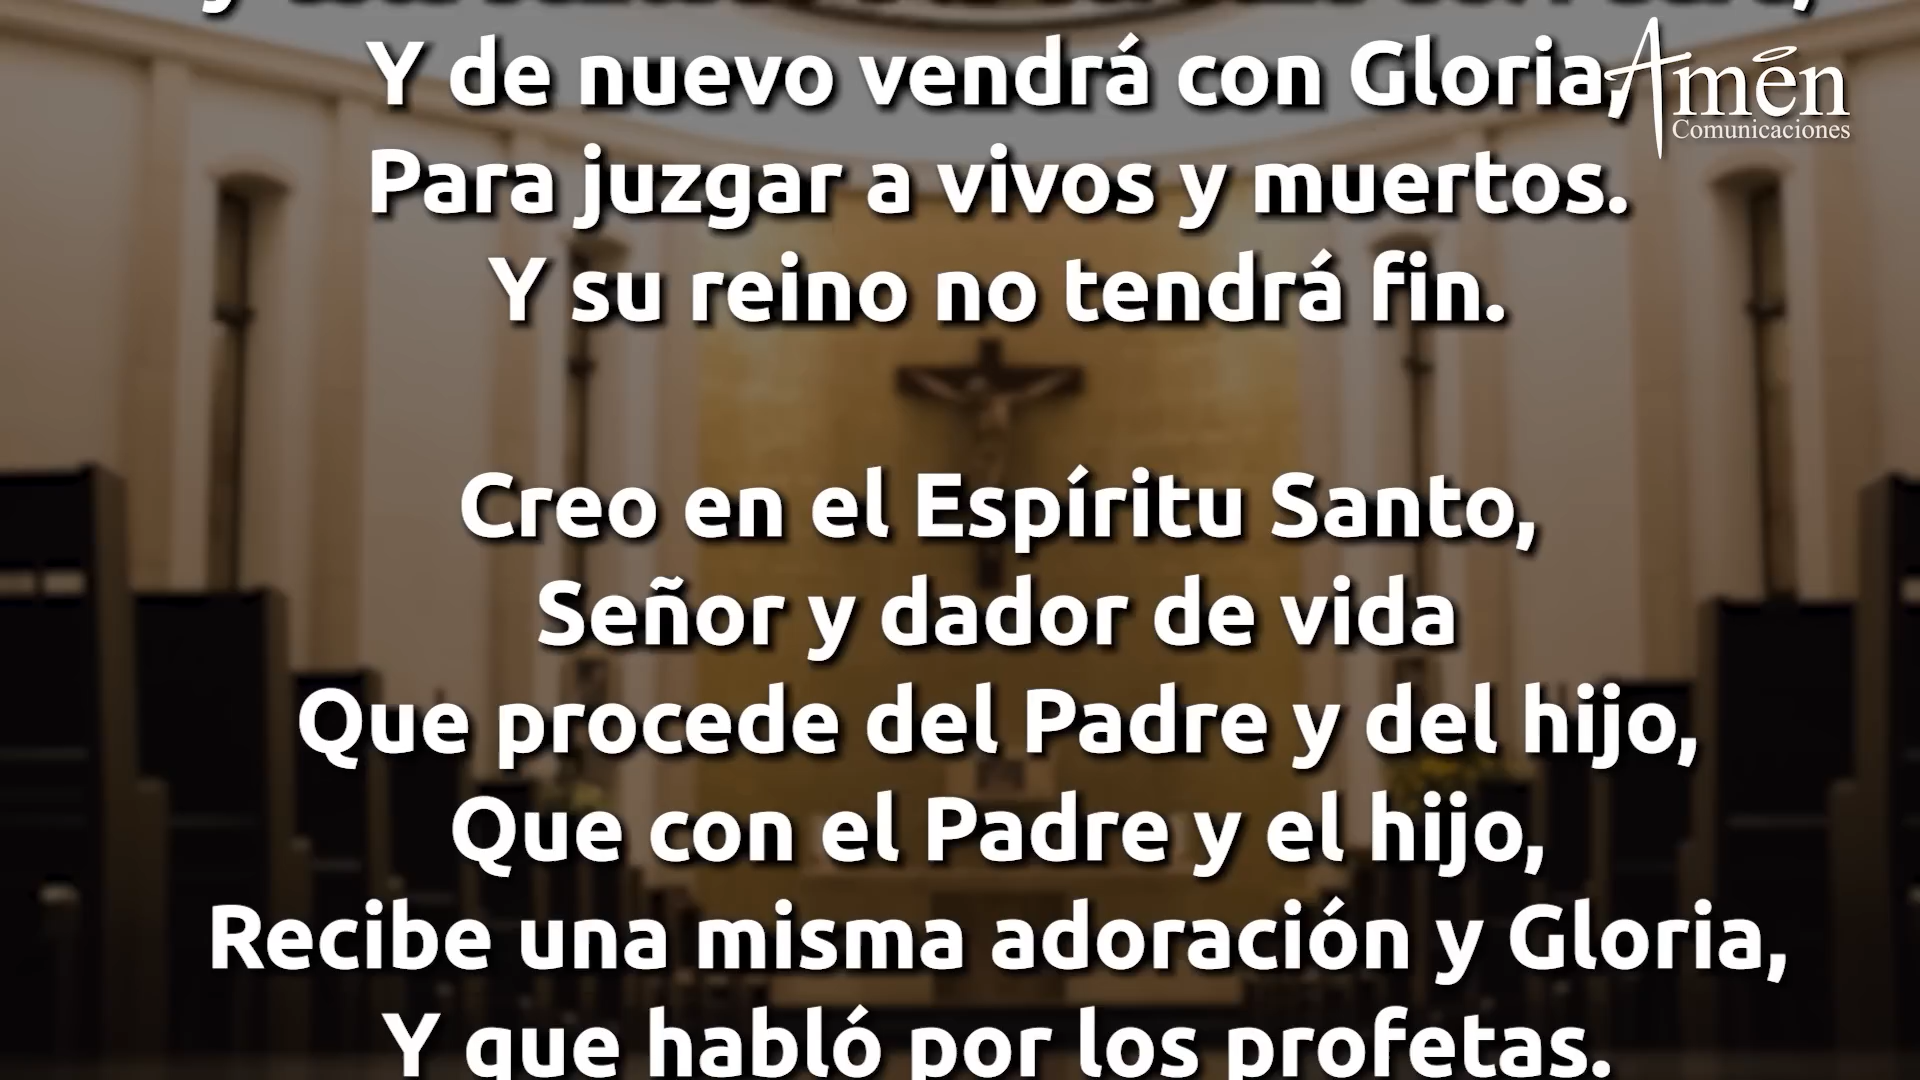 Y de nuevo vendrá con Gloria,
Amén
Comunicaciones
Para juzgar a vivos y muertos.
Y su reino no tendrá fin.
Creo en el Espíritu Santo,
Señor y dador de vida
Que procede del Padre y del hijo,
Que con el Padre y el hijo,
Recibe una misma adoración y Gloria,
Y que habló por los profetas.